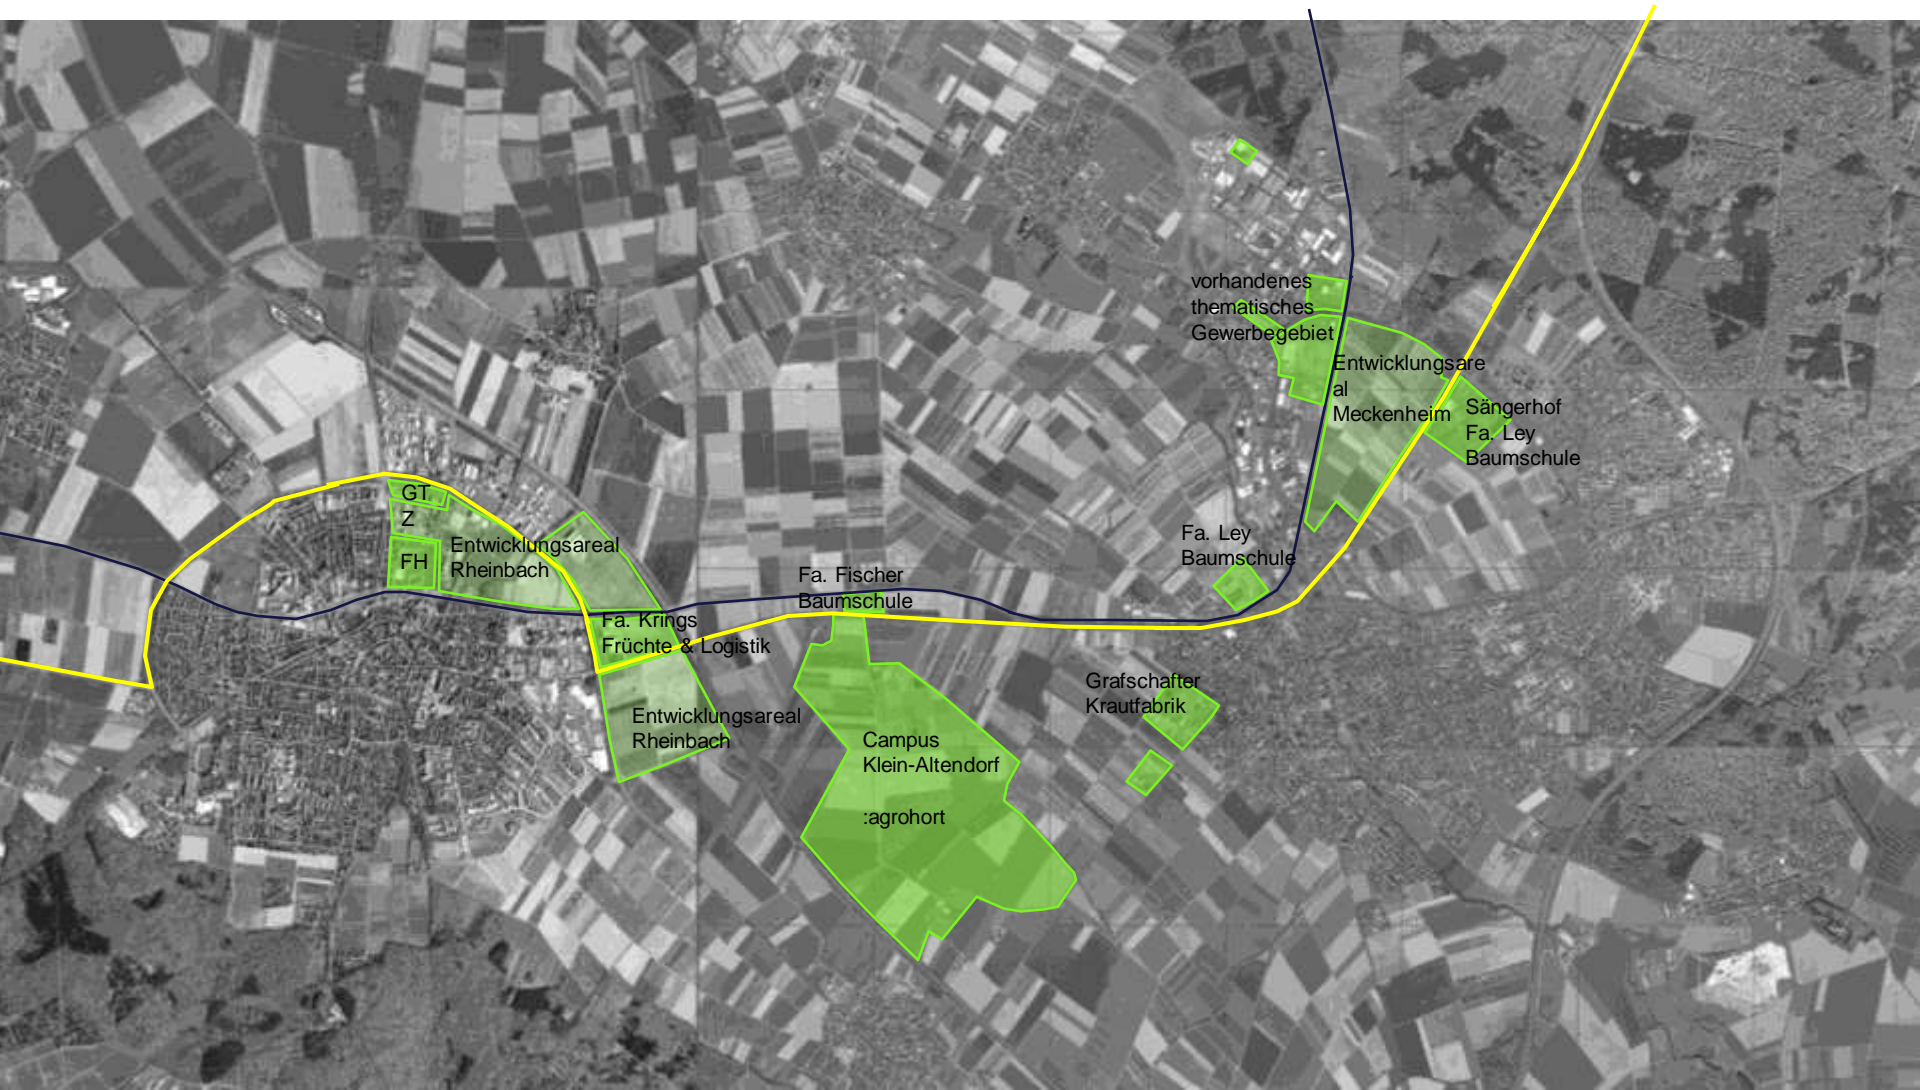 vorhandenes
thematisches
Gewerbegebiet
Entwicklungsare
al
Meckenheim
Sängerhof
Fa. Ley
Baumschule
GT
Z
FH
Entwicklungsareal
Rheinbach
Fa. Ley
Baumschule
Fa. Fischer
Baumschule
Fa. Krings
Früchte & Logistik
Entwicklungsareal
Rheinbach
Grafschafter
Krautfabrik
Campus
Klein-Altendorf
:agrohort